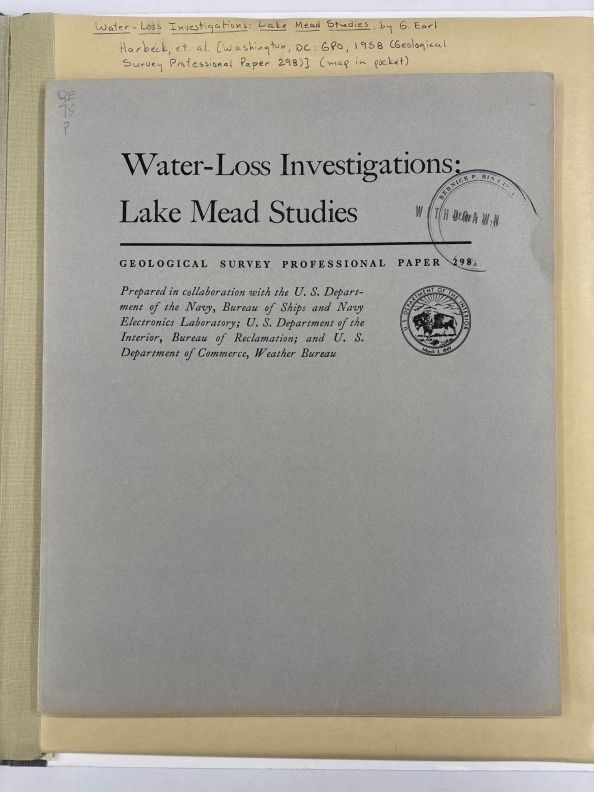 Water-Loss Investigations: Lake Mead Studies, by G. Earl
Harbeck, et al. [Washington, DC: GPO, 1958 (Geological
Survey Professional Paper 298)] (map in pocket)
Water-Loss Investigations:
Lake Mead Studies
BERNICE P.
WITHDRAWN
GEOLOGICAL SURVEY PROFESSIONAL PAPER 298
Prepared in collaboration with the U. S. Depart-
ment of the Navy, Bureau of Ships and Navy
Electronics Laboratory; U. S. Department of the
Interior, Bureau of Reclamation; and U. S.
Department of Commerce, Weather Bureau
U. S. DEPARTMENT OF THE INTERIOR
March 3, 1849